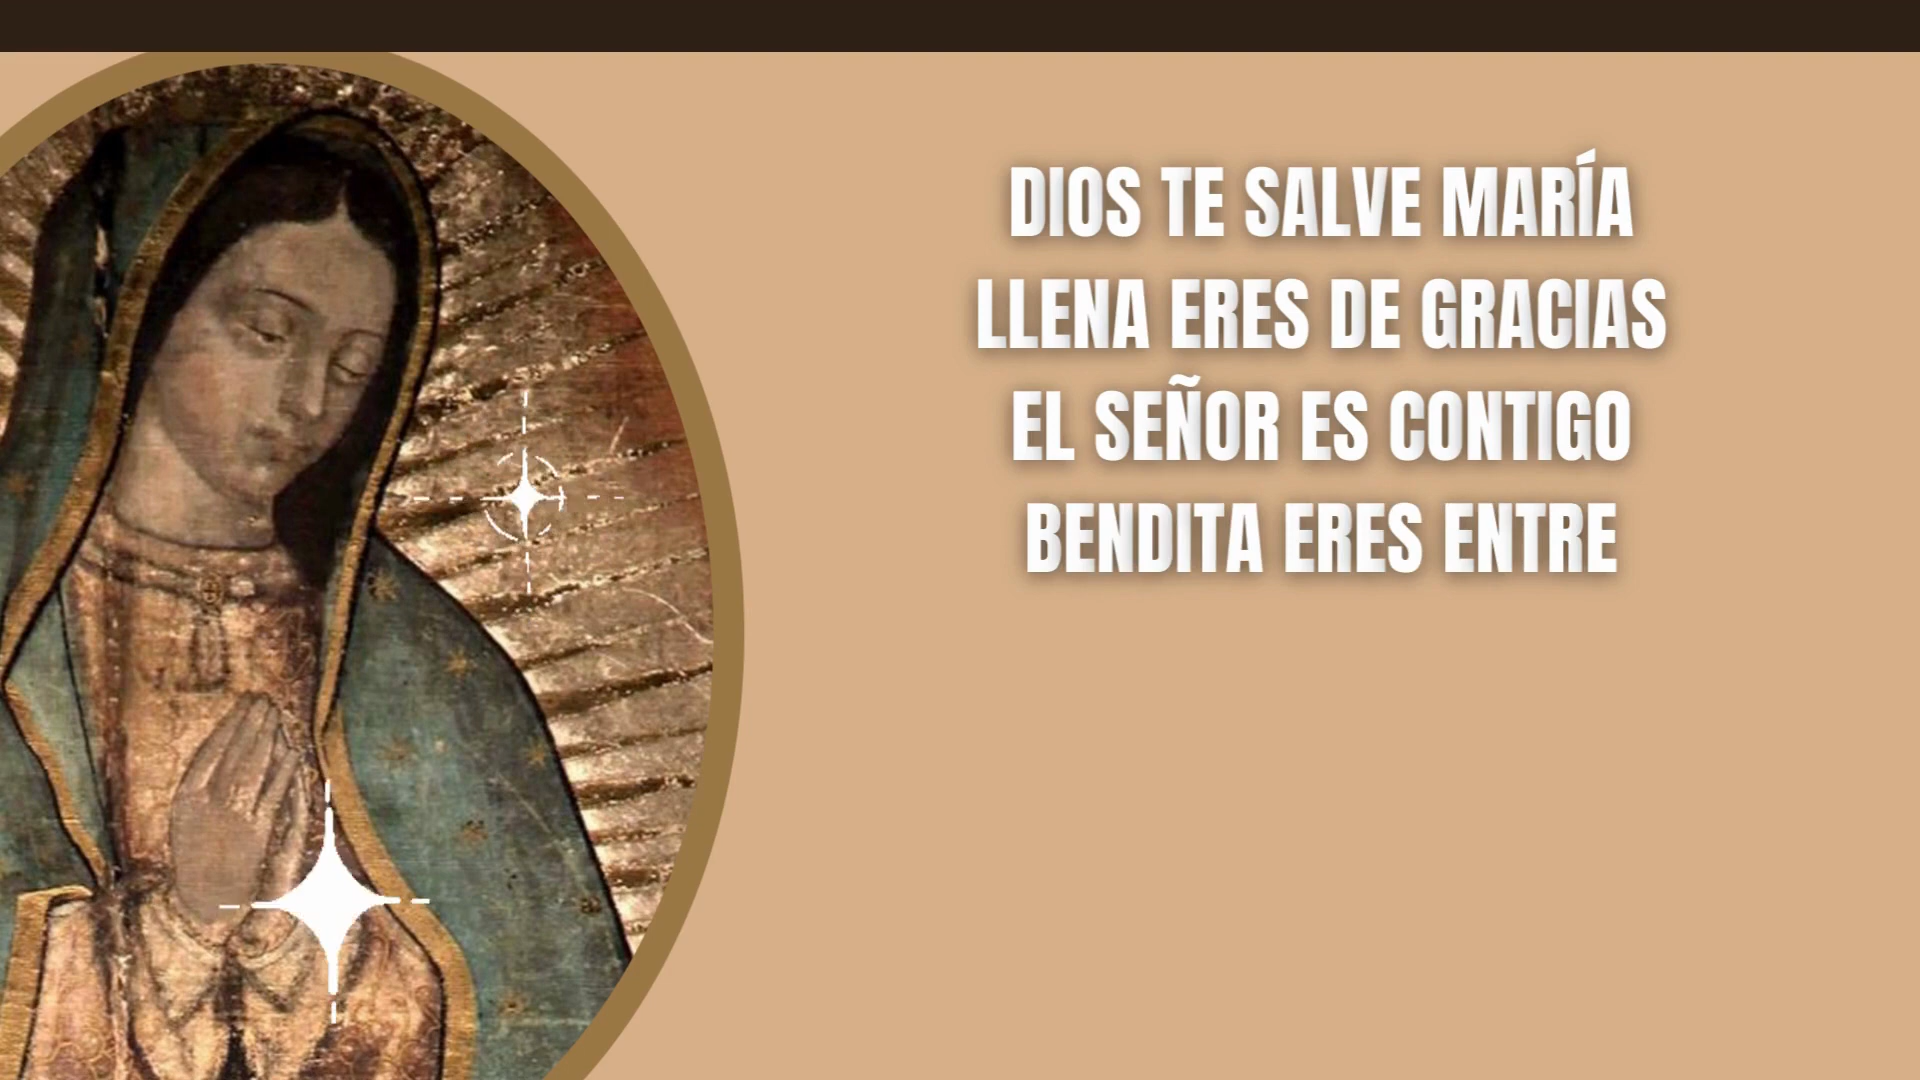 DIOS TE SALVE MARÍA
LLENA ERES DE GRACIAS
EL SEÑOR ES CONTIGO
BENDITA ERES ENTRE